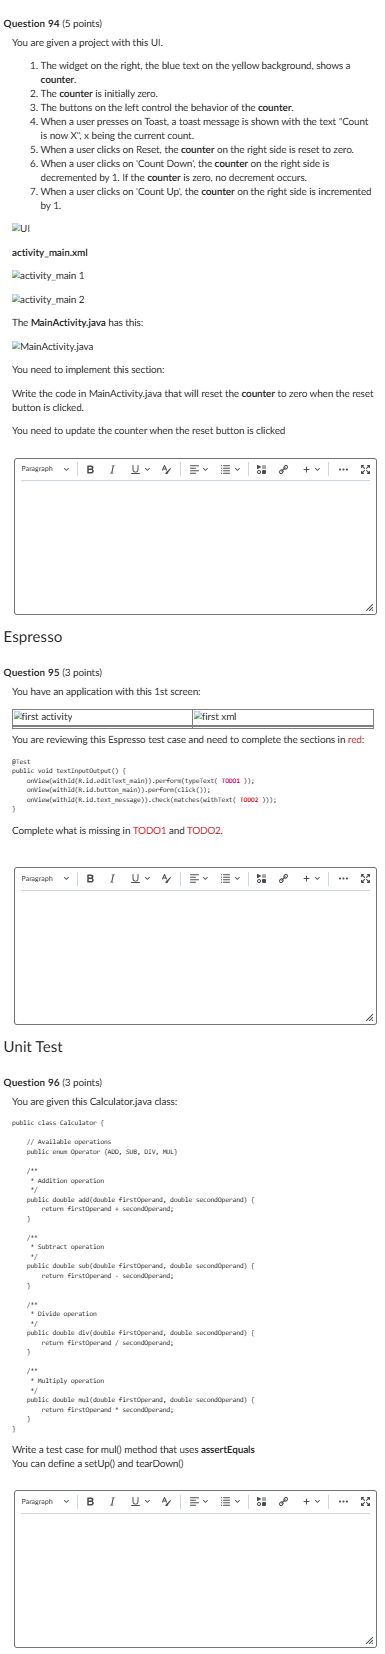 Question 94 (5 points)
You are given a project with this UI.
1. The widget on the right, the blue text on the yellow background, shows a
counter.
2. The counter is initially zero.
3. The buttons on the left control the behavior of the counter.
4. When a user presses on Toast, a toast message is shown with the text "Count
is now X", x being the current count.
5. When a user clicks on Reset, the counter on the right side is reset to zero.
6. When a user clicks on 'Count Down', the counter on the right side is
decremented by 1. If the counter is zero, no decrement occurs.
7. When a user clicks on 'Count Up', the counter on the right side is incremented
by 1.
UI
activity_main.xml
activity_main 1
activity_main 2
The MainActivity.java has this:
MainActivity.java
You need to implement this section:
Write the code in MainActivity.java that will reset the counter to zero when the reset
button is clicked.
You need to update the counter when the reset button is clicked
Paragraph B I U A
Espresso
Question 95 (3 points)
You have an application with this 1st screen:
first activity first xml
You are reviewing this Espresso test case and need to complete the sections in red:
@Test
public void textInputOutput() {
onView(withId(R.id.editText_main)).perform(typeText( TODO1 ));
onView(withId(R.id.button_main)).perform(click());
onView(withId(R.id.text_message)).check(matches(withText( TODO2 )));
}
Complete what is missing in TODO1 and TODO2.
Paragraph B I U A
Unit Test
Question 96 (3 points)
You are given this Calculator.java class:
public class Calculator {
// Available operations
public enum Operator {ADD, SUB, DIV, MUL}
/**
* Addition operation
*/
public double add(double firstOperand, double secondOperand) {
return firstOperand + secondOperand;
}
/**
* Subtract operation
*/
public double sub(double firstOperand, double secondOperand) {
return firstOperand - secondOperand;
}
/**
* Divide operation
*/
public double div(double firstOperand, double secondOperand) {
return firstOperand / secondOperand;
}
/**
* Multiply operation
*/
public double mul(double firstOperand, double secondOperand) {
return firstOperand * secondOperand;
}
}
Write a test case for mul() method that uses assertEquals
You can define a setUp() and tearDown()
Paragraph B I U A